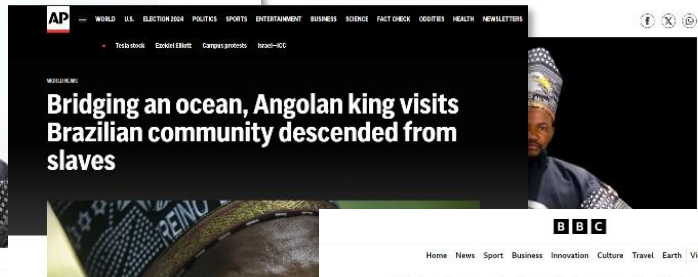 AP
WORLD U.S. ELECTION 2024 POLITICS SPORTS ENTERTAINMENT BUSINESS SCIENCE FACT CHECK ODDITIES HEALTH NEWSLETTERS
Tesla stock Ezekiel Elliott Campus protests Israel—ICC
WORLD NEWS
Bridging an ocean, Angolan king visits
Brazilian community descended from
slaves
REINO
BBC
Home News Sport Business Innovation Culture Travel Earth Vi